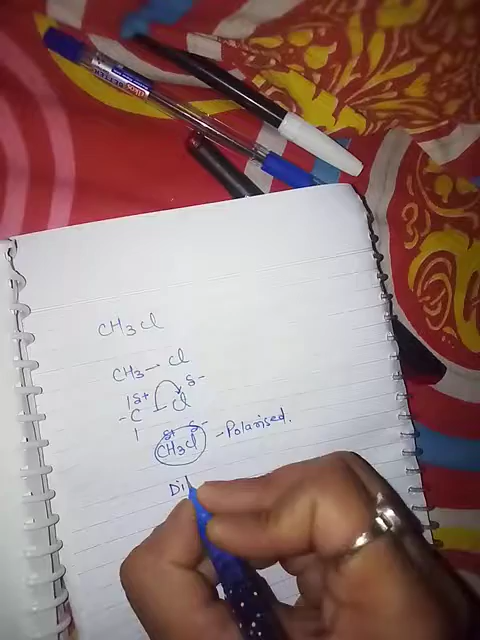 CH3Cl
CH3-Cl
δ+ δ-
-C-Cl
δ+ δ-
CH3Cl -Polarised.
Di